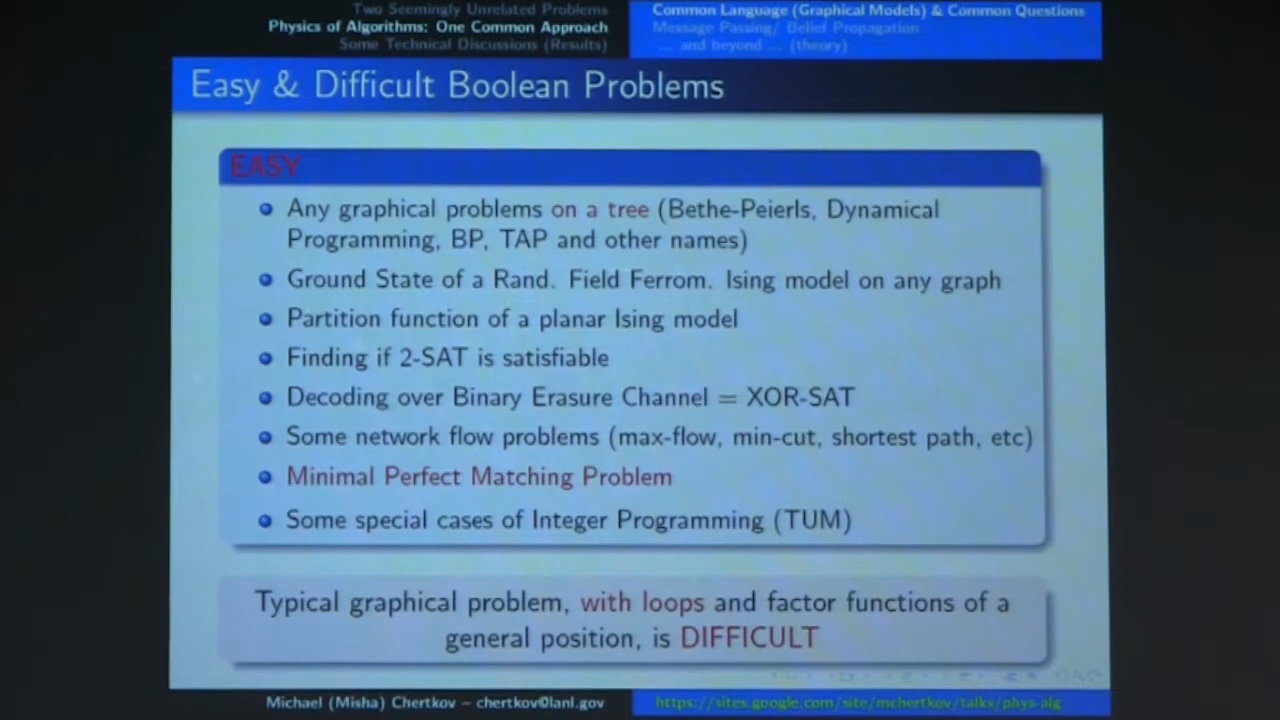 Two Seemingly Unrelated Problems
Physics of Algorithms: One Common Approach
Some Technical Discussions (Results)
Common Language (Graphical Models) & Common Questions
Message Passing/ Belief Propagation
... and beyond ... (theory)
Easy & Difficult Boolean Problems
EASY
Any graphical problems on a tree (Bethe-Peierls, Dynamical
Programming, BP, TAP and other names)
Ground State of a Rand. Field Ferrom. Ising model on any graph
Partition function of a planar Ising model
Finding if 2-SAT is satisfiable
Decoding over Binary Erasure Channel = XOR-SAT
Some network flow problems (max-flow, min-cut, shortest path, etc)
Minimal Perfect Matching Problem
Some special cases of Integer Programming (TUM)
Typical graphical problem, with loops and factor functions of a
general position, is DIFFICULT
Michael (Misha) Chertkov – chertkov@lanl.gov
https://sites.google.com/site/mchertkov/talks/phys-alg